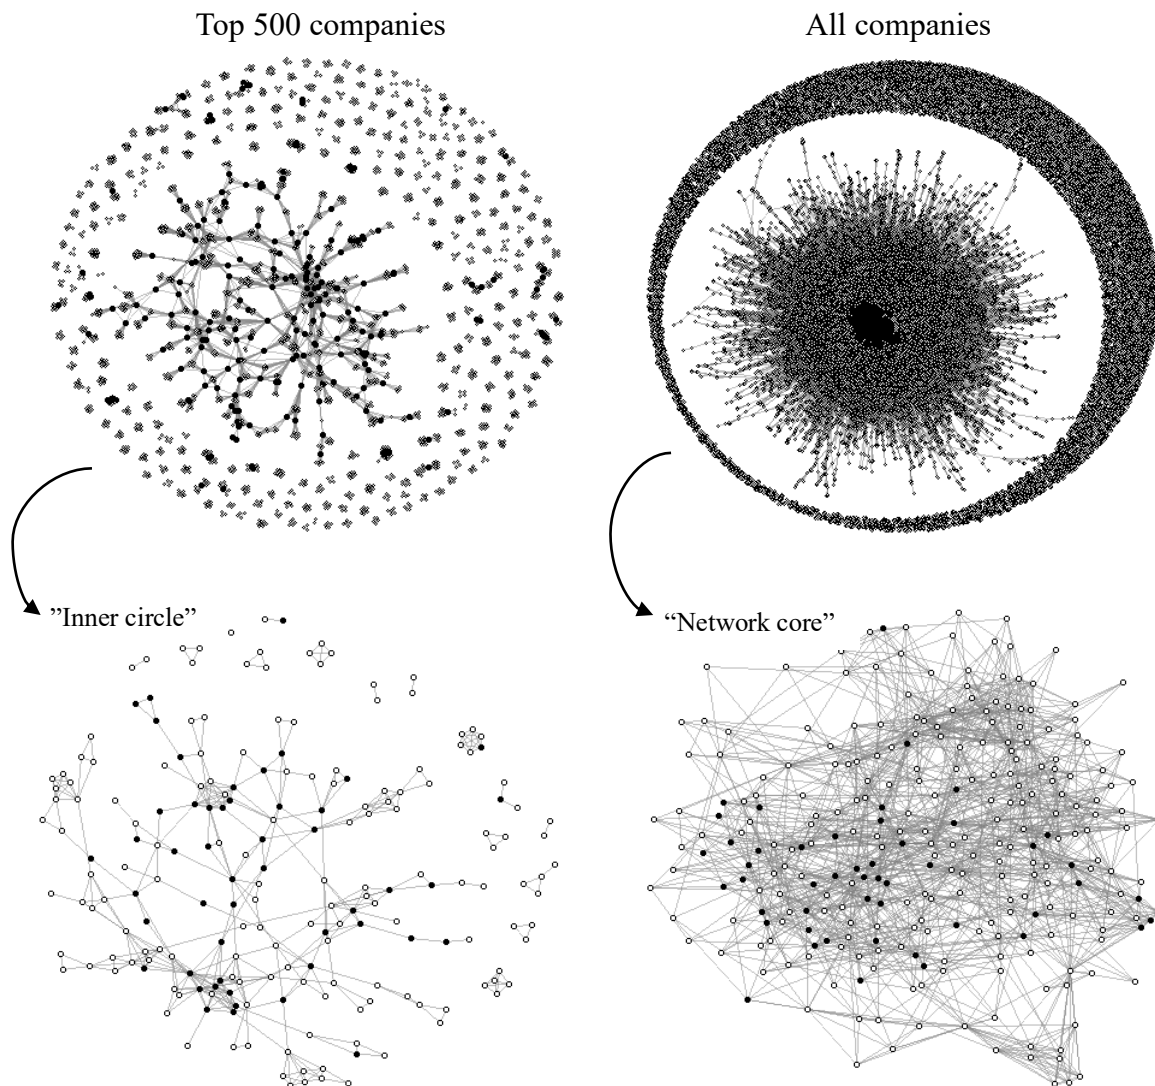 Top 500 companies
All companies
”Inner circle”
“Network core”